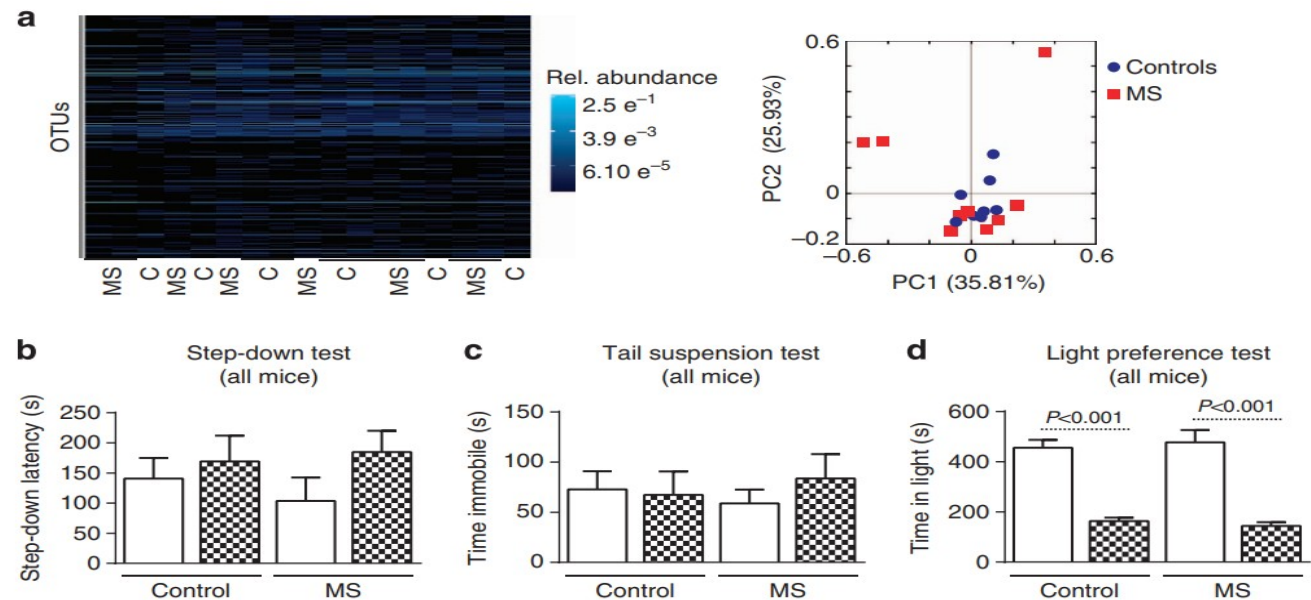 a
OTUs
Rel. abundance
2.5 e–1
3.9 e–3
6.10 e–5
MS C MS C MS C MS C MS C MS C
0.6
0
–0.2
PC2 (25.93%)
–0.6 0 0.6
PC1 (35.81%)
Controls
MS
b
Step-down test
(all mice)
Step-down latency (s)
250
200
150
100
50
0
Control MS
c
Tail suspension test
(all mice)
Time immobile (s)
150
100
50
0
Control MS
d
Light preference test
(all mice)
Time in light (s)
600
400
200
0
P<0.001 P<0.001
Control MS